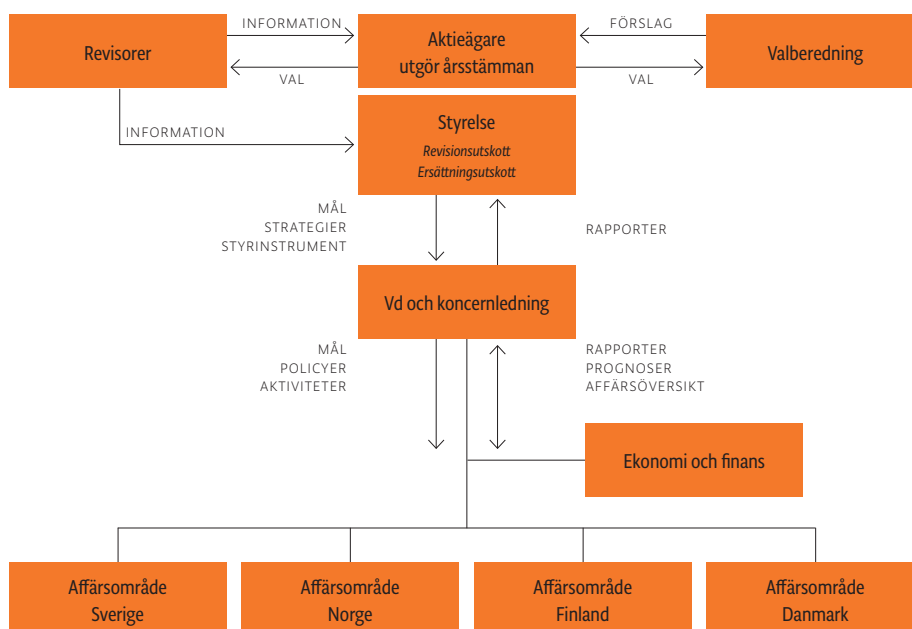 INFORMATION
FÖRSLAG
Revisorer
Aktieägare
utgör årsstämman
Valberedning
VAL
VAL
INFORMATION
Styrelse
Revisionsutskott
Ersättningsutskott
MÅL
STRATEGIER
STYRINSTRUMENT
RAPPORTER
Vd och koncernledning
MÅL
POLICYER
AKTIVITETER
RAPPORTER
PROGNOSER
AFFÄRSÖVERSIKT
Ekonomi och finans
Affärsområde
Sverige
Affärsområde
Norge
Affärsområde
Finland
Affärsområde
Danmark